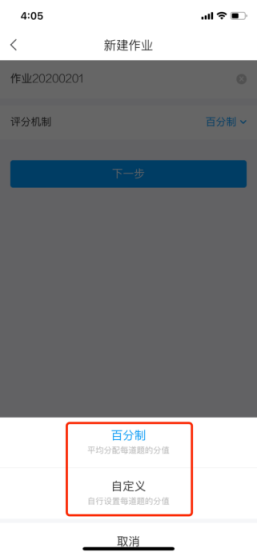 4:05
新建作业
作业20200201
评分机制
百分制
下一步
百分制
平均分配每道题的分值
自定义
自行设置每道题的分值
取消